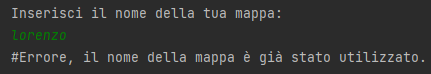 Inserisci il nome della tua mappa:
lorenzo
#Errore, il nome della mappa è già stato utilizzato.